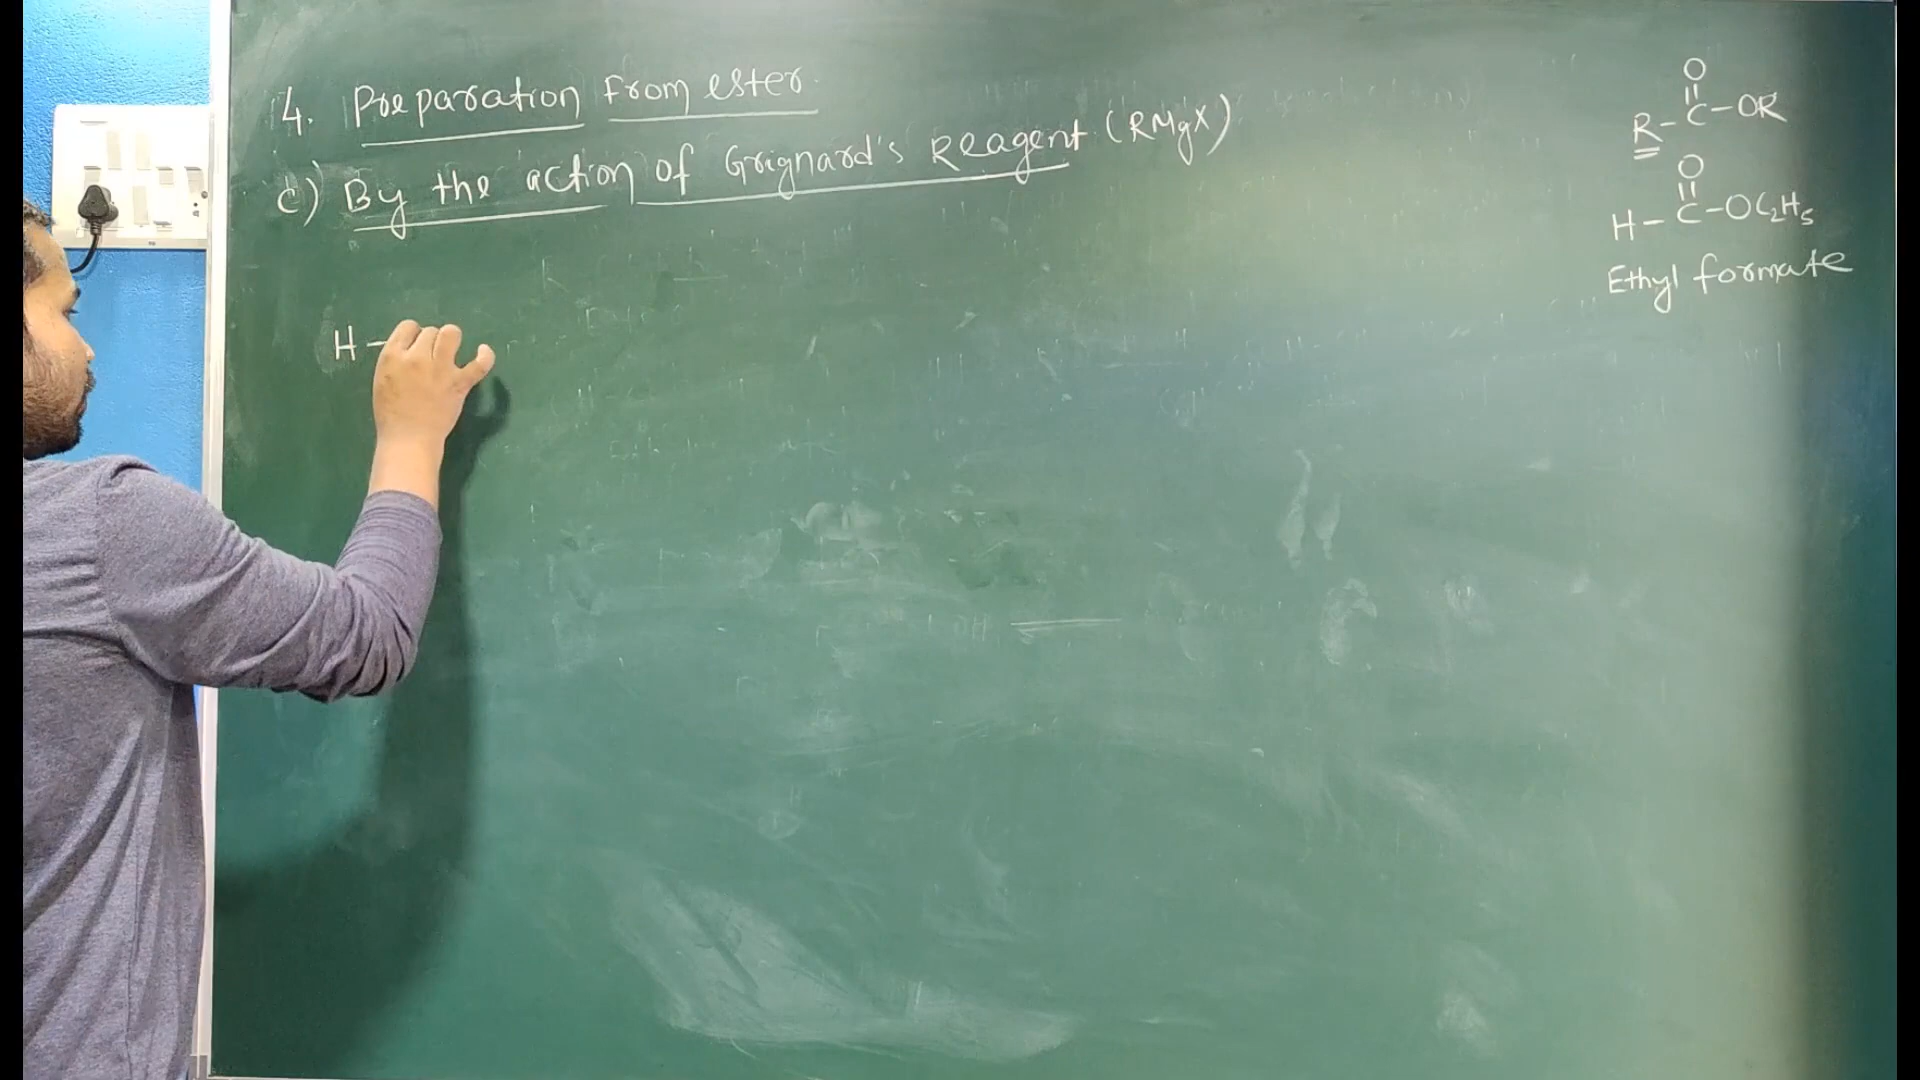 4. Preparation From ester.
c) By the action of Grignard's Reagent (RMgX)
H -
O
R - C - OR
O
H - C - OC₂H₅
Ethyl formate